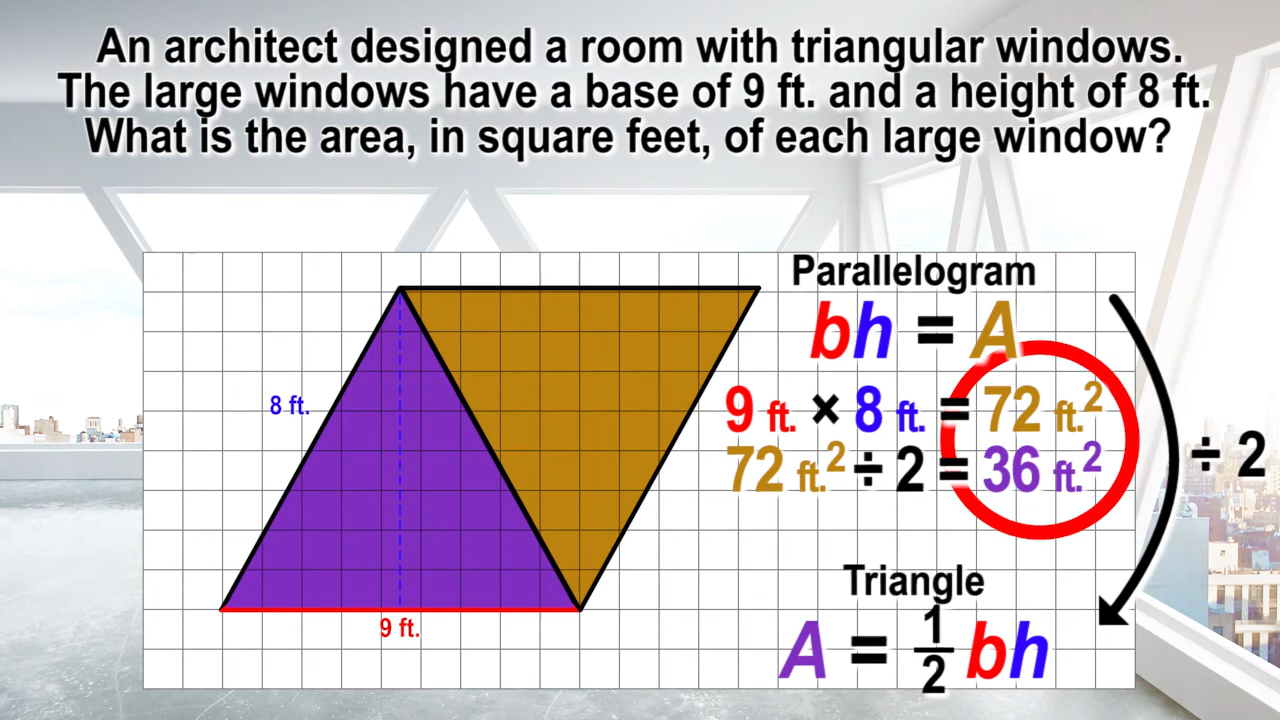 An architect designed a room with triangular windows.
The large windows have a base of 9 ft. and a height of 8 ft.
What is the area, in square feet, of each large window?
Parallelogram
bh = A
9 ft. × 8 ft. = 72 ft.²
72 ft.² ÷ 2 = 36 ft.²
÷ 2
8 ft.
9 ft.
Triangle
A = 1/2 bh